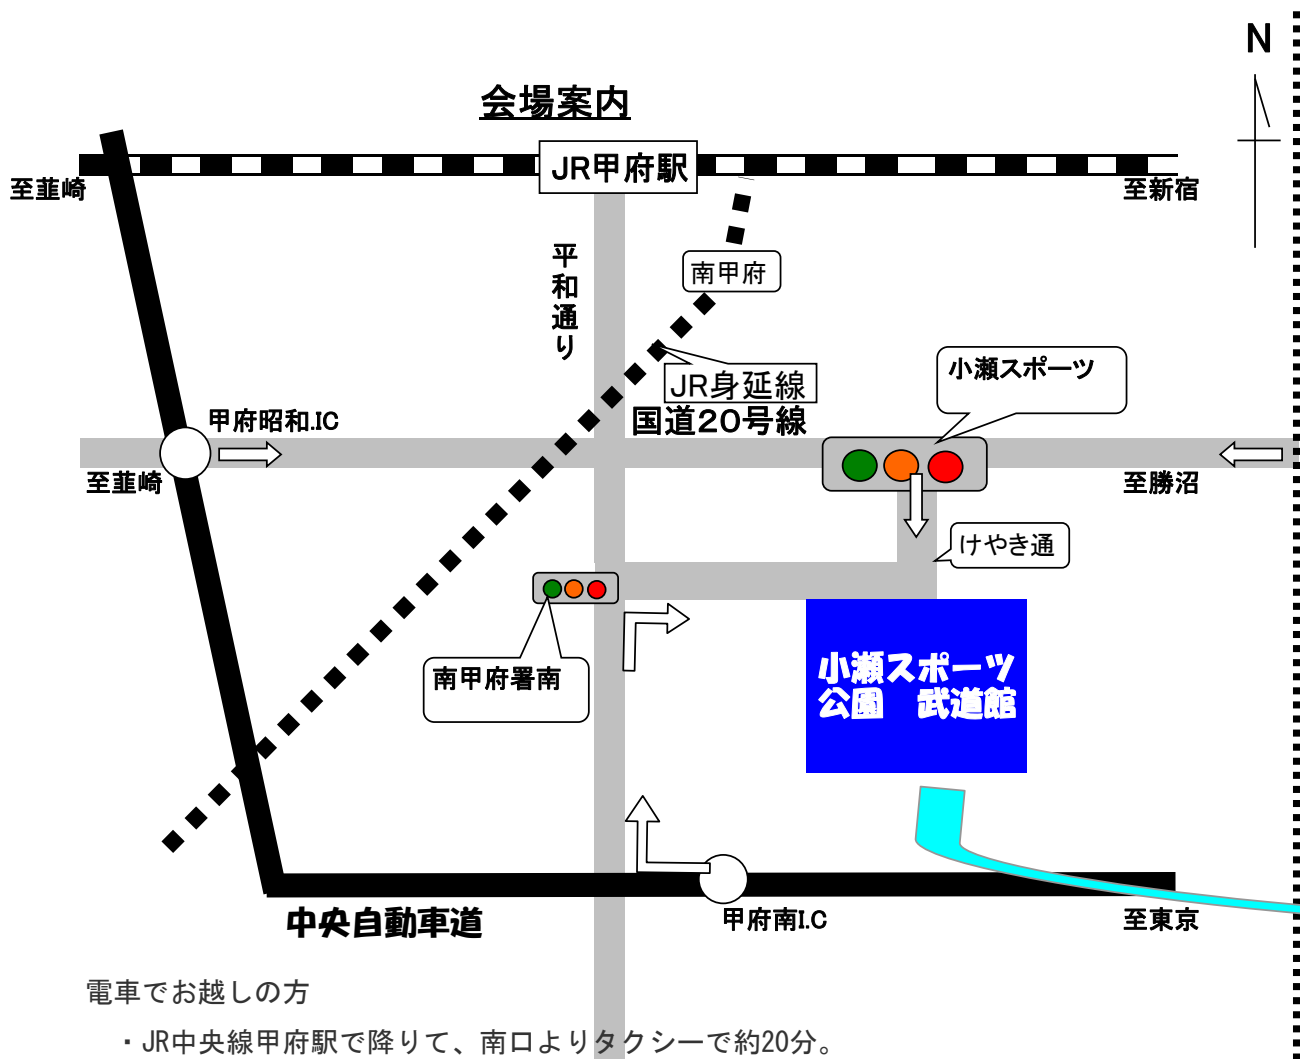 N
会場案内
JR甲府駅
至韮崎
至新宿
平和通り
南甲府
小瀬スポーツ
JR身延線
国道20号線
甲府昭和.IC
至韮崎
至勝沼
けやき通
南甲府署南
小瀬スポーツ
公園　武道館
中央自動車道
甲府南I.C
至東京
電車でお越しの方
・JR中央線甲府駅で降りて、南口よりタクシーで約20分。